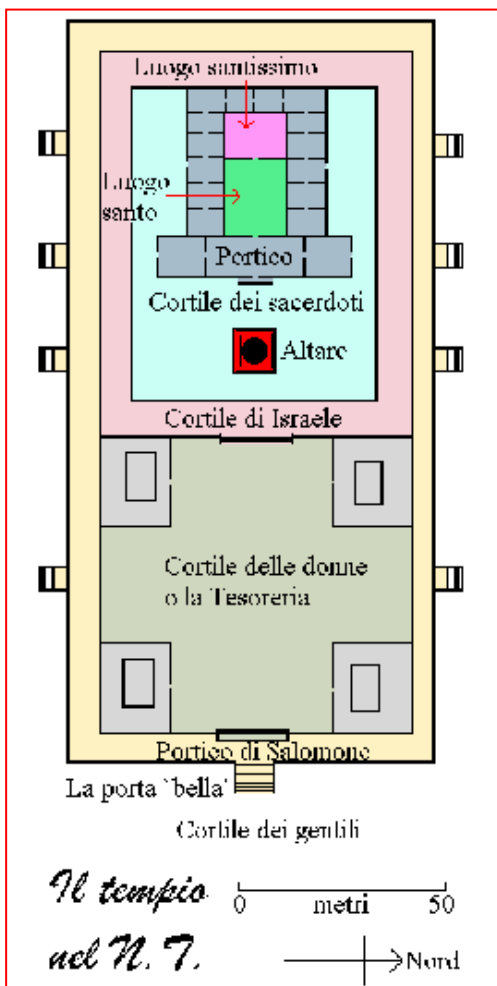 Luogo santissimo
Luogo
santo
Portico
Cortile dei sacerdoti
Altare
Cortile di Israele
Cortile delle donne
o la Tesoreria
Portico di Salomone
La porta `bella'
Cortile dei gentili
Il tempio
nel N. T.
0 metri 50
Nord